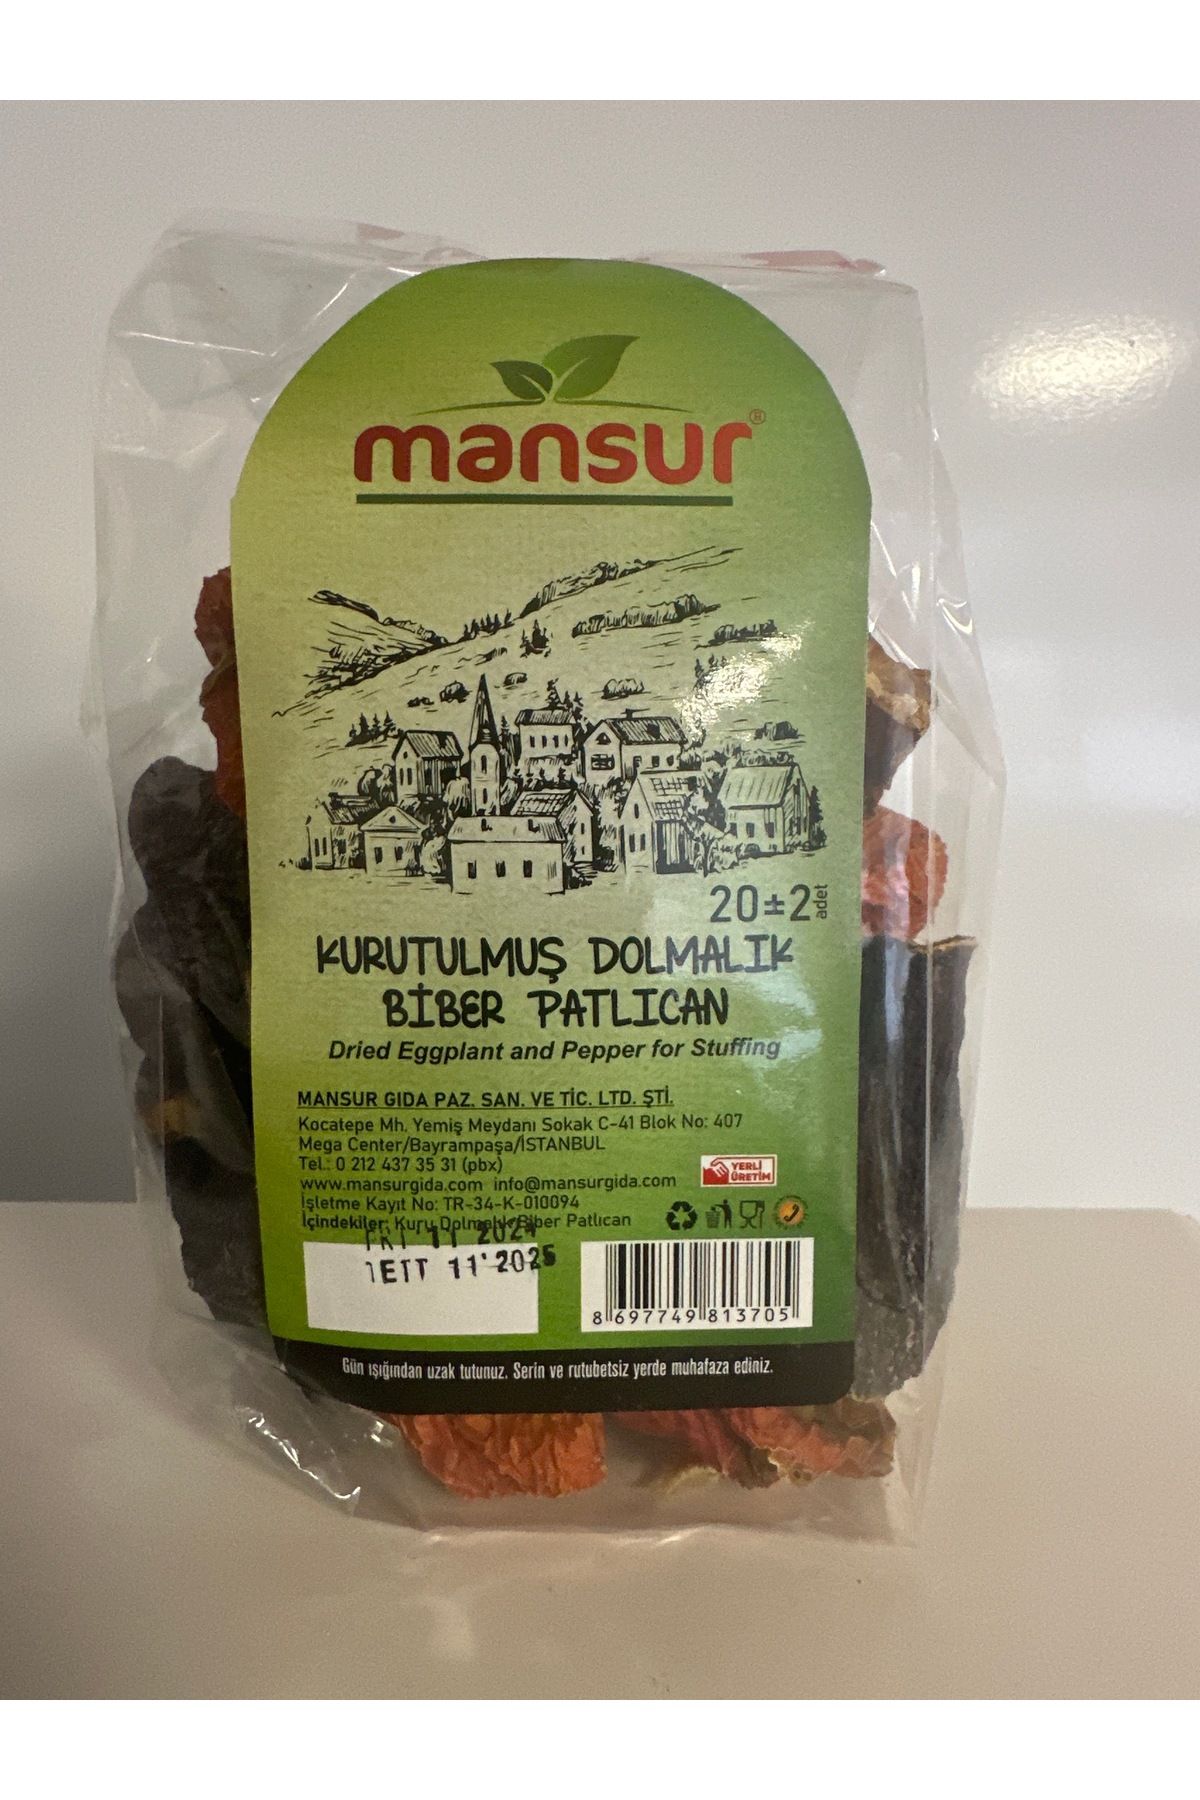 mansur®
20±2 adet
KURUTULMUŞ DOLMALIK
BİBER PATLICAN
Dried Eggplant and Pepper for Stuffing
MANSUR GIDA PAZ. SAN. VE TİC. LTD. ŞTİ.
Kocatepe Mh. Yemiş Meydanı Sokak C-41 Blok No: 407
Mega Center/Bayrampaşa/İSTANBUL
Tel.: 0 212 437 35 31 (pbx)
www.mansurgida.com info@mansurgida.com
YERLİ
ÜRETİM
İşletme Kayıt No: TR-34-K-010094
İçindekiler: Kuru Dolmalık Biber Patlıcan
11 2024
TETT 11 2025
8 697749 813705
Gün ışığından uzak tutunuz. Serin ve rutubetsiz yerde muhafaza ediniz.